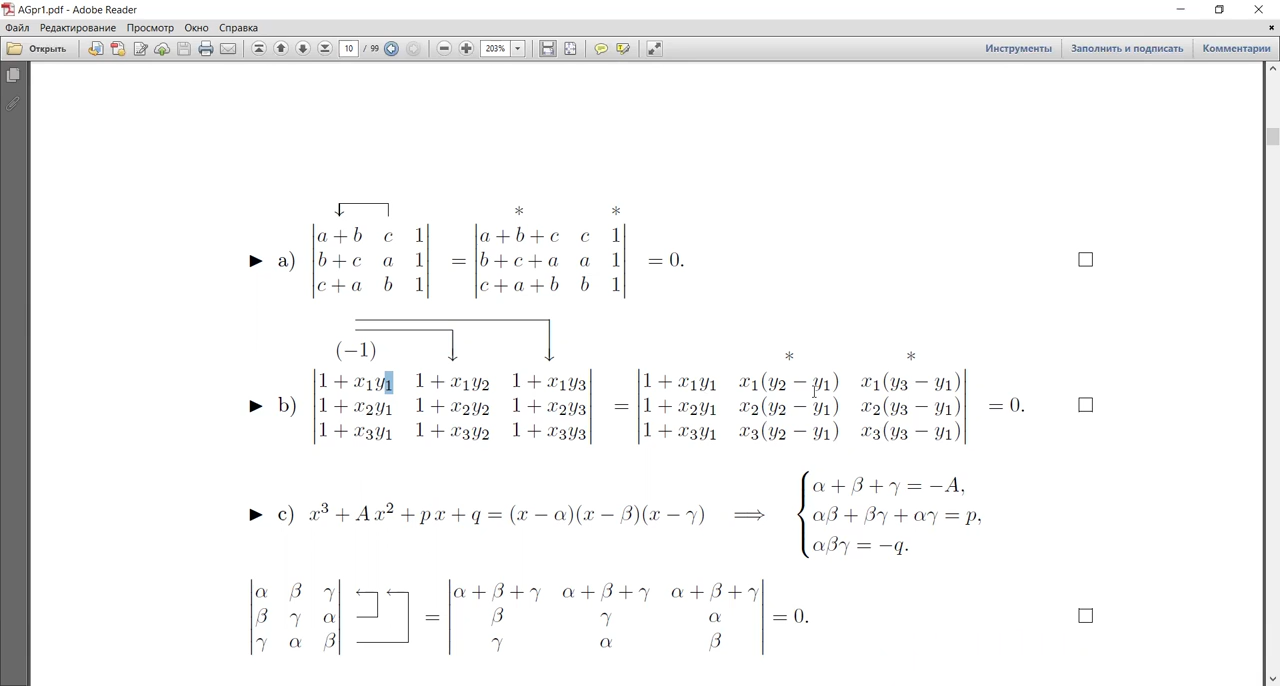 AGpr1.pdf - Adobe Reader
Файл Редактирование Просмотр Окно Справка
Открыть 10 / 99 203% Инструменты Заполнить и подписать Комментарии
* *
► a) |a + b c 1| = |a + b + c c 1| = 0. □
|b + c a 1| |b + c + a a 1|
|c + a b 1| |c + a + b b 1|
(−1) * *
► b) |1 + x₁y₁ 1 + x₁y₂ 1 + x₁y₃| = |1 + x₁y₁ x₁(y₂ − y₁) x₁(y₃ − y₁)| = 0. □
|1 + x₂y₁ 1 + x₂y₂ 1 + x₂y₃| |1 + x₂y₁ x₂(y₂ − y₁) x₂(y₃ − y₁)|
|1 + x₃y₁ 1 + x₃y₂ 1 + x₃y₃| |1 + x₃y₁ x₃(y₂ − y₁) x₃(y₃ − y₁)|
► c) x³ + Ax² + px + q = (x − α)(x − β)(x − γ) ⟹ { α + β + γ = −A,
αβ + βγ + αγ = p,
αβγ = −q.
|α β γ| = |α + β + γ α + β + γ α + β + γ| = 0. □
|β γ α| |β γ α|
|γ α β| |γ α β|